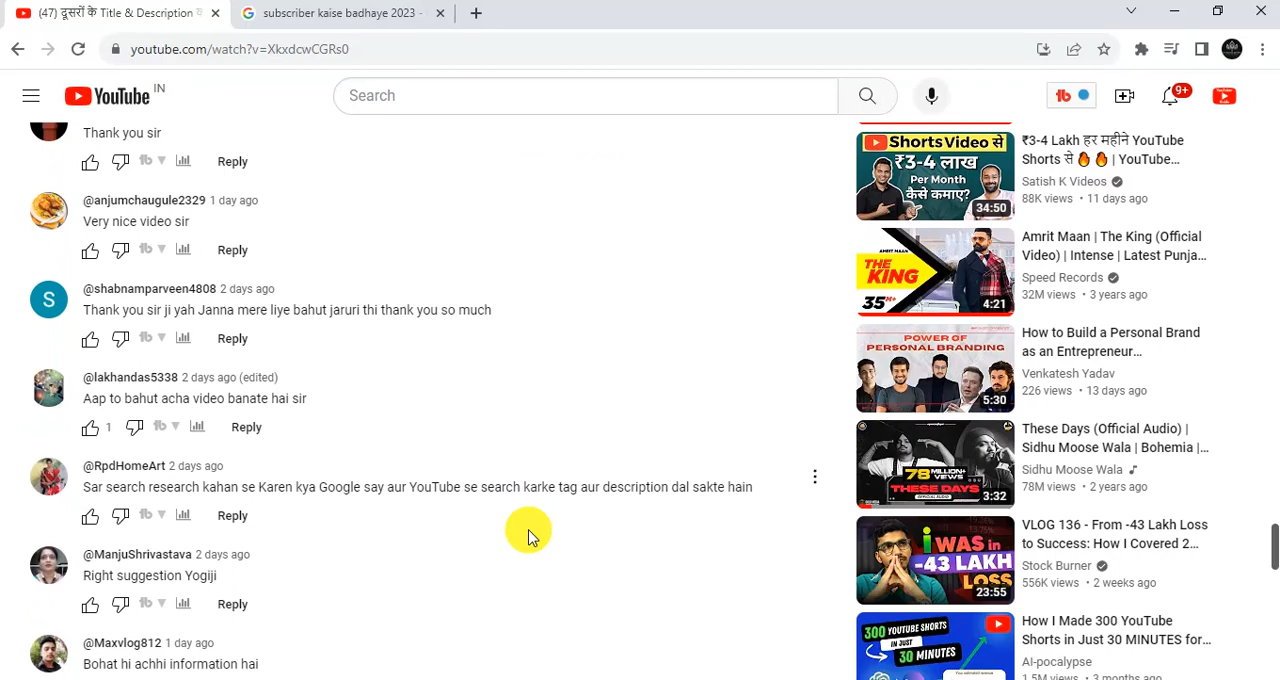 (47) दूसरों के Title & Description
subscriber kaise badhaye 2023 -
youtube.com/watch?v=XkxdcwCGRs0
YouTube IN
Search
9+
Thank you sir
Reply
@anjumchaugule2329 1 day ago
Very nice video sir
Reply
@shabnamparveen4808 2 days ago
Thank you sir ji yah Janna mere liye bahut jaruri thi thank you so much
Reply
@lakhandas5338 2 days ago (edited)
Aap to bahut acha video banate hai sir
1
Reply
@RpdHomeArt 2 days ago
Sar search research kaise kare Karen kya Google say aur YouTube se search karke tag aur description dal sakte hain
Reply
@ManjuShrivastava 2 days ago
Right suggestion Yogiji
Reply
@Maxvlog812 1 day ago
Bohat hi achhi information hai
Shorts Video से
₹3-4 लाख
Per Month
कैसे कमाए?
34:50
₹3-4 Lakh हर महीने YouTube
Shorts से 🔥🔥 | YouTube...
Satish K Videos
88K views • 11 days ago
AMRIT MAAN
THE
KING
35M+
4:21
Amrit Maan | The King (Official
Video) | Intense | Latest Punja...
Speed Records
32M views • 3 years ago
POWER OF
PERSONAL BRANDING
5:30
How to Build a Personal Brand
as an Entrepreneur...
Venkatesh Yadav
226 views • 13 days ago
78 MILLION+
VIEWS
THESE DAYS
3:32
These Days (Official Audio) |
Sidhu Moose Wala | Bohemia |...
Sidhu Moose Wala
78M views • 2 years ago
i WAS in
-43 LAKH
LOSS
23:55
VLOG 136 - From -43 Lakh Loss
to Success: How I Covered 2...
Stock Burner
556K views • 2 weeks ago
300 YOUTUBE SHORTS
IN JUST
30 MINUTES
How I Made 300 YouTube
Shorts in Just 30 MINUTES for...
AI-pocalypse
1.5M views • 3 months ago